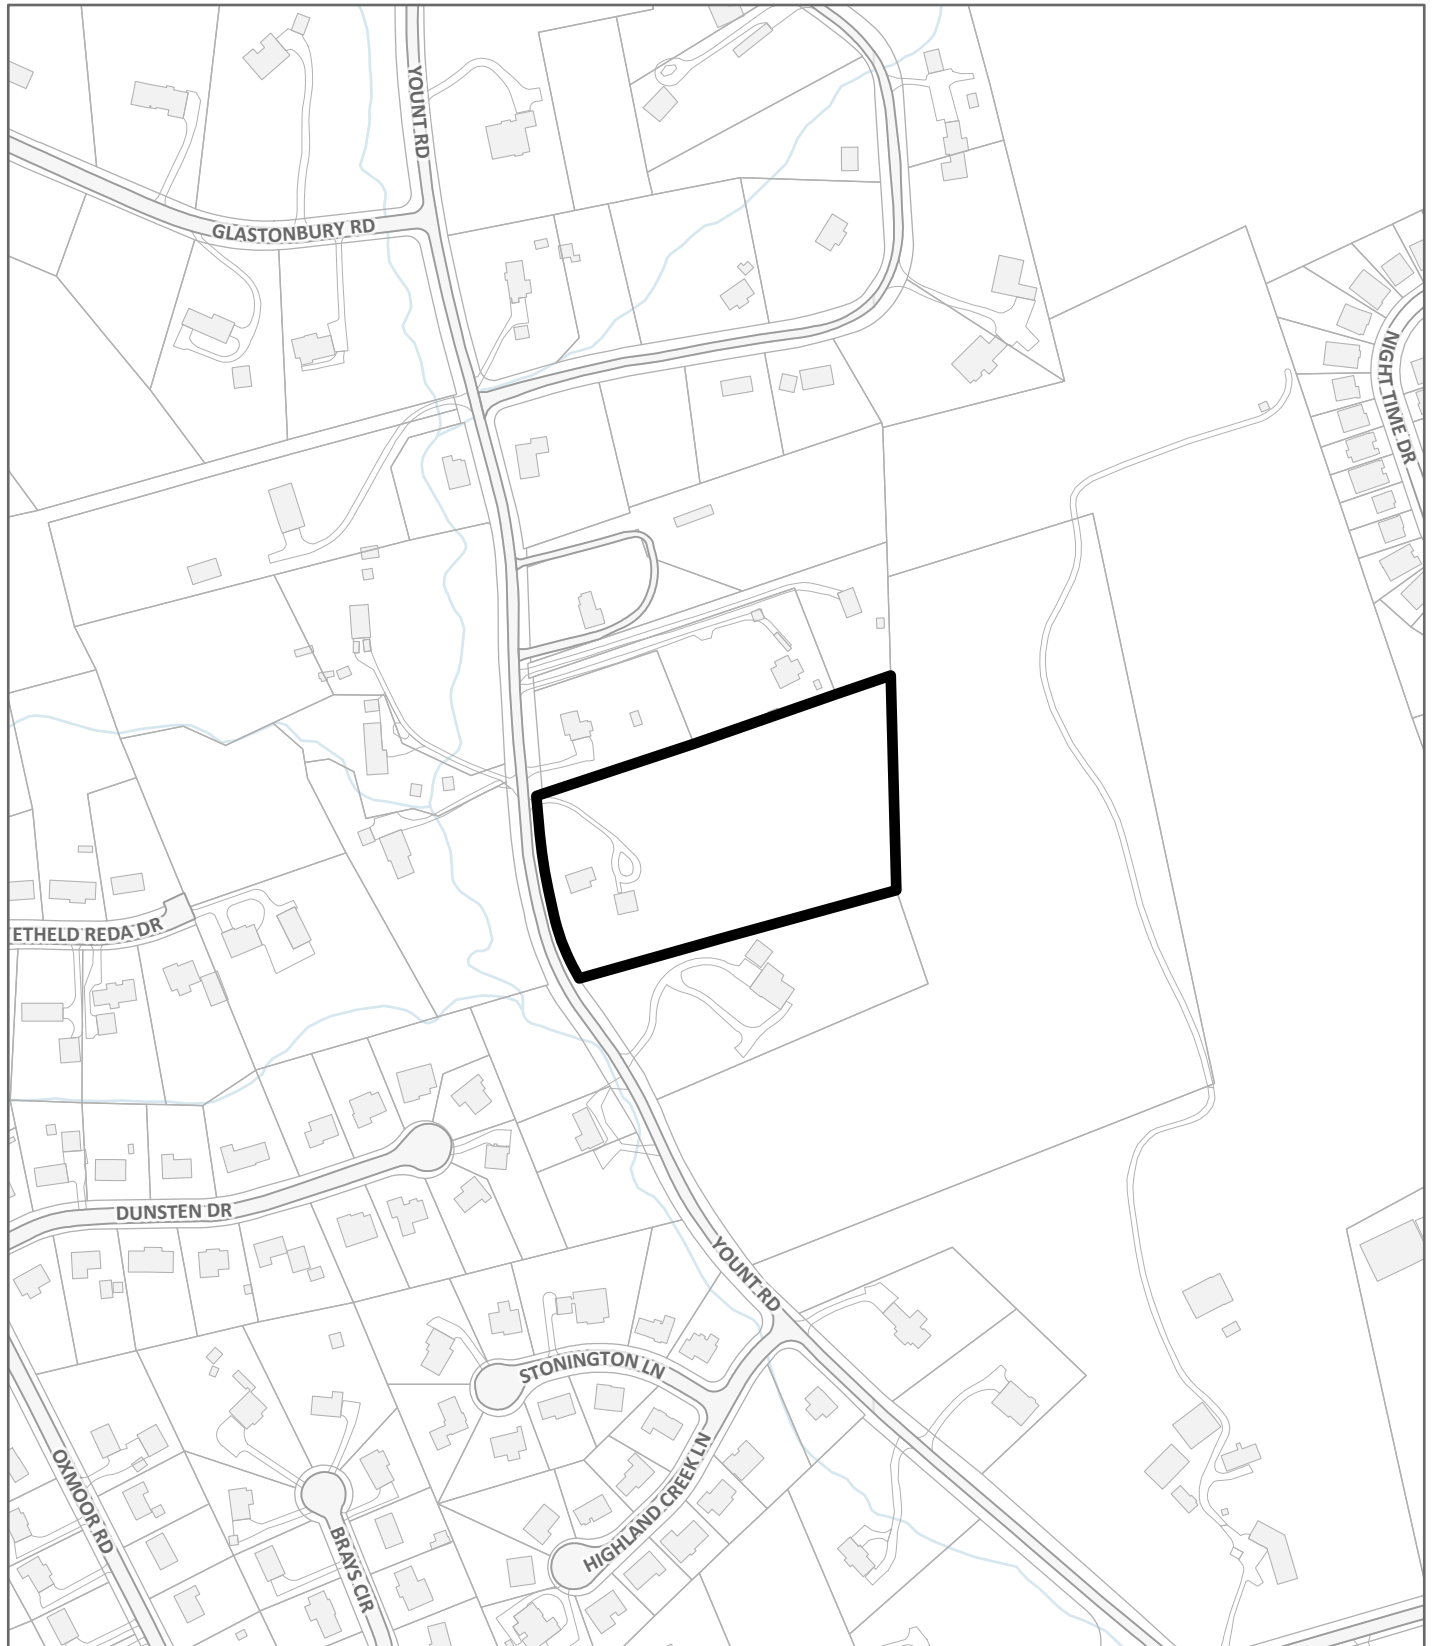 YOUNT RD
GLASTONBURY RD
NIGHT TIME DR
ETHELD REDA DR
DUNSTEN DR
YOUNT RD
STONINGTON LN
HIGHLAND CREEK LN
OXMOOR RD
BRAYS CIR